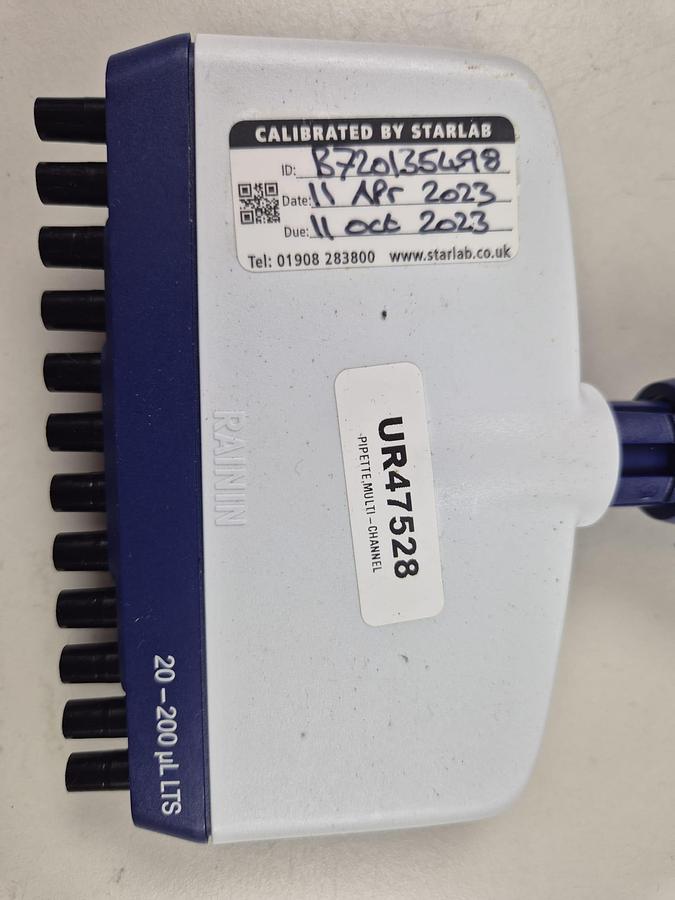 CALIBRATED BY STARLAB
ID: B720135498
Date: 11 Apr 2023
Due: 11 oct 2023
Tel: 01908 283800 www.starlab.co.uk
UR47528
PIPETTE,MULTI-CHANNEL
RAININ
20–200 µL LTS